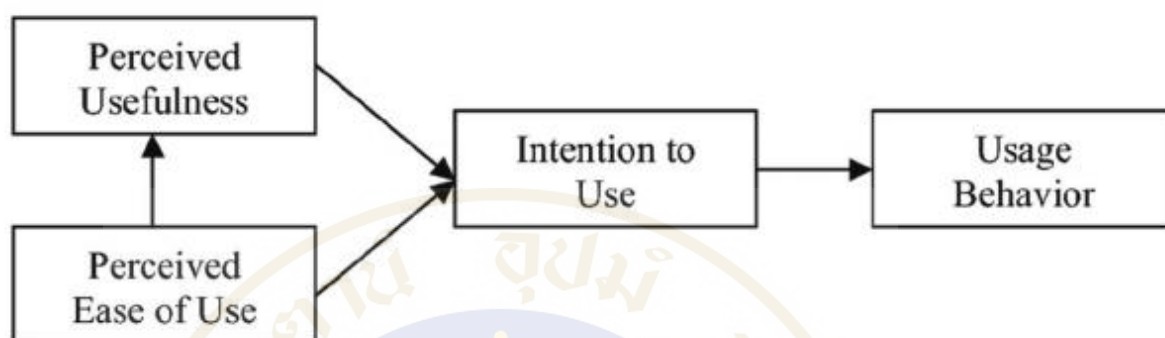 Perceived
Usefulness
Perceived
Ease of Use
Intention to
Use
Usage
Behavior